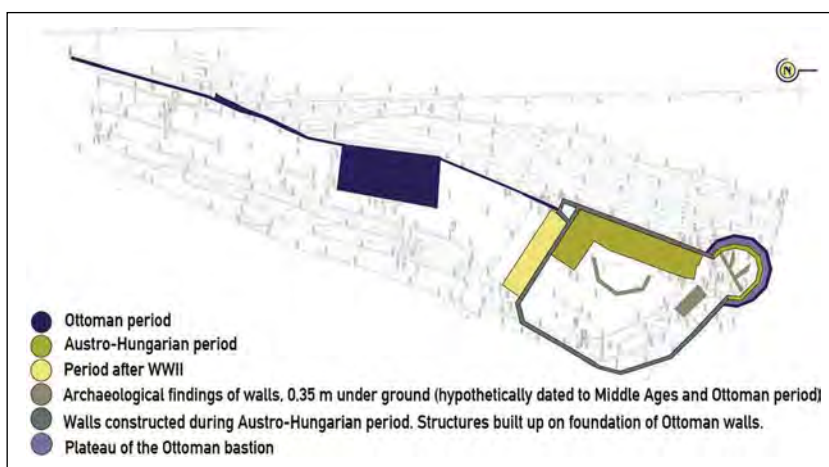 N
Ottoman period
Austro-Hungarian period
Period after WWII
Archaeological findings of walls, 0.35 m under ground (hypothetically dated to Middle Ages and Ottoman period)
Walls constructed during Austro-Hungarian period. Structures built up on foundation of Ottoman walls.
Plateau of the Ottoman bastion